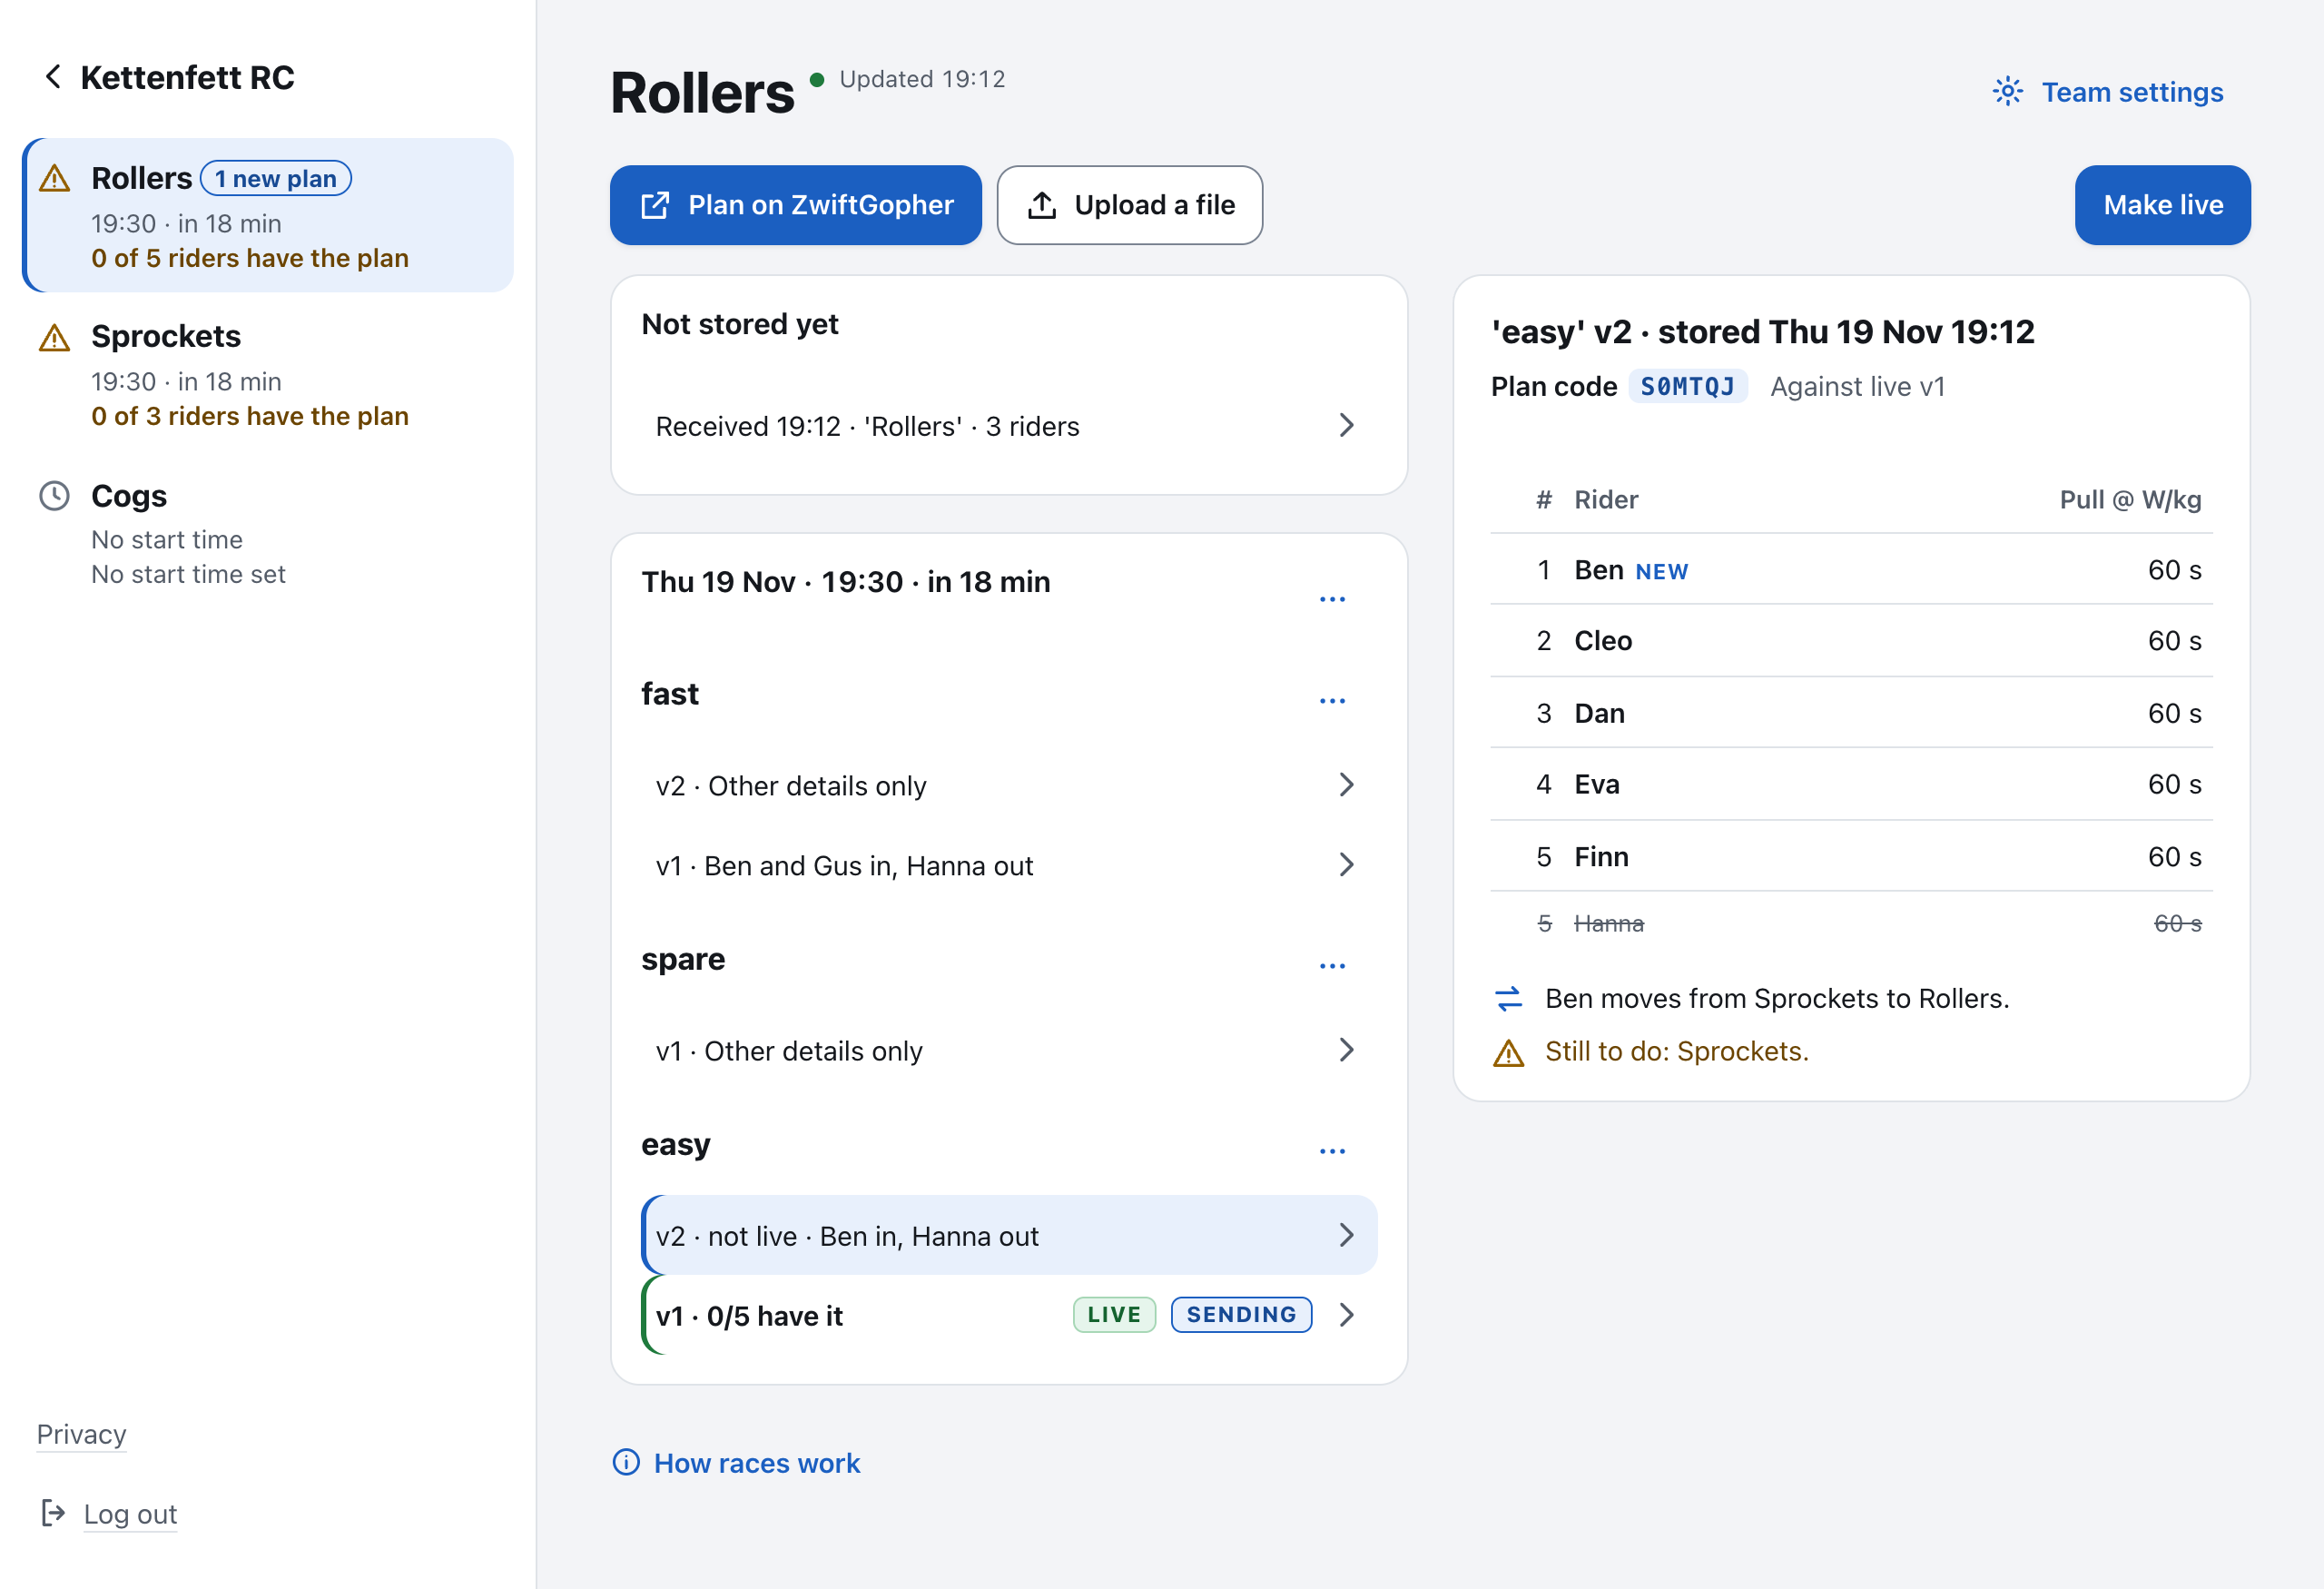 Kettenfett RC
Rollers 1 new plan
19:30 · in 18 min
0 of 5 riders have the plan
Sprockets
19:30 · in 18 min
0 of 3 riders have the plan
Cogs
No start time
No start time set
Privacy
Log out
Rollers Updated 19:12
Team settings
Plan on ZwiftGopher
Upload a file
Make live
Not stored yet
Received 19:12 · 'Rollers' · 3 riders
Thu 19 Nov · 19:30 · in 18 min
...
fast
...
v2 · Other details only
v1 · Ben and Gus in, Hanna out
spare
...
v1 · Other details only
easy
...
v2 · not live · Ben in, Hanna out
v1 · 0/5 have it LIVE SENDING
How races work
'easy' v2 · stored Thu 19 Nov 19:12
Plan code S0MTQJ Against live v1
# Rider Pull @ W/kg
1 Ben NEW 60 s
2 Cleo 60 s
3 Dan 60 s
4 Eva 60 s
5 Finn 60 s
5 Hanna 60 s
Ben moves from Sprockets to Rollers.
Still to do: Sprockets.